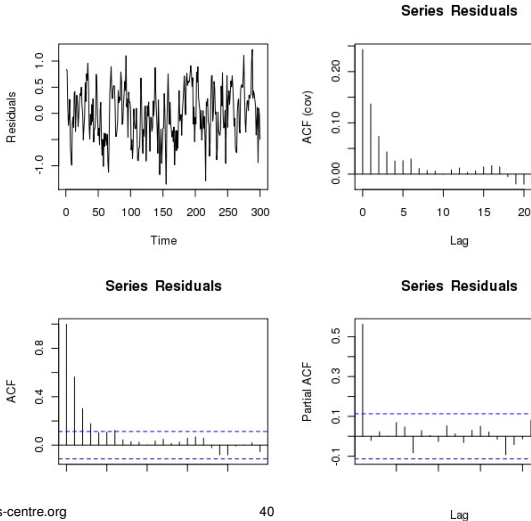 Series Residuals
Residuals
-1.0 0.0 0.5 1.0
0 50 100 150 200 250 300
Time
ACF (cov)
0.00 0.10 0.20
0 5 10 15 20
Lag
Series Residuals
Series Residuals
ACF
0.0 0.4 0.8
Partial ACF
-0.1 0.1 0.3 0.5
Lag
s-centre.org
40